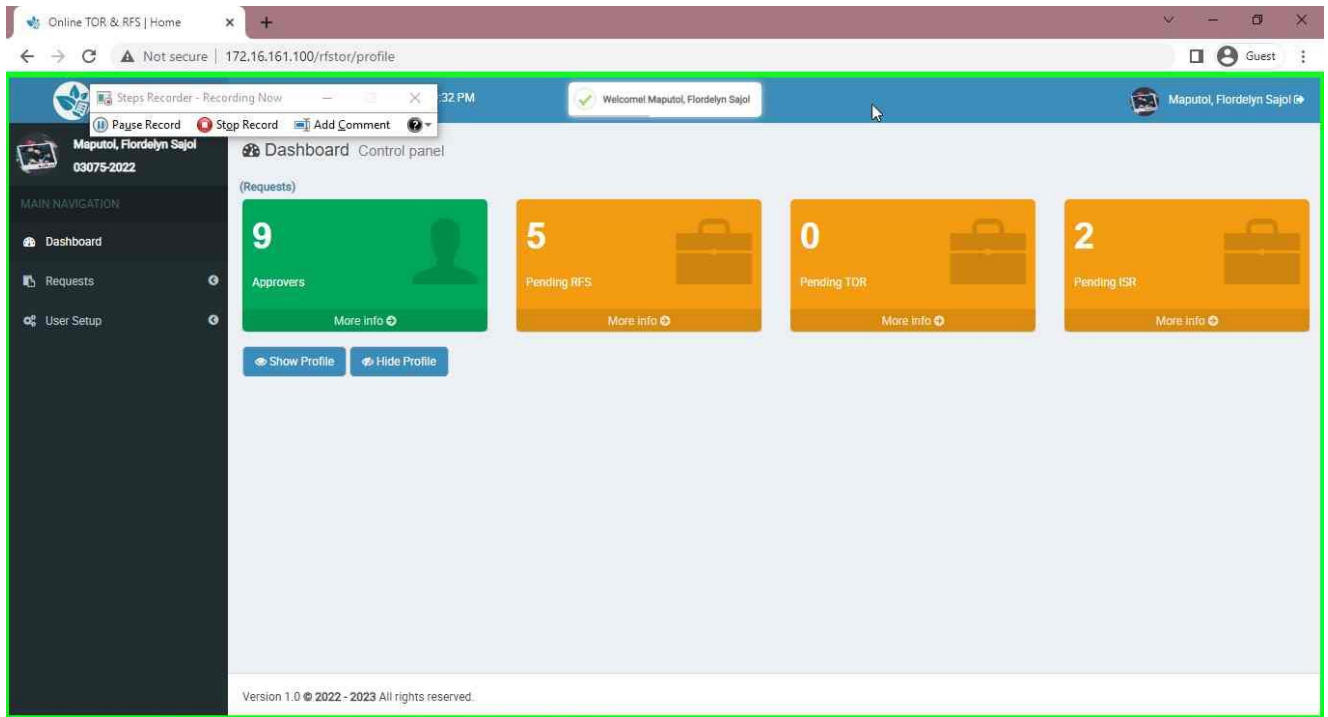 Online TOR & RFS | Home
Not secure | 172.16.161.100/rfstor/profile
Guest
Steps Recorder - Recording Now
:32 PM
Welcome! Maputol, Flordelyn Sajol
Maputol, Flordelyn Sajol
Pause Record Stop Record Add Comment
Maputol, Flordelyn Sajol
03075-2022
Dashboard Control panel
(Requests)
MAIN NAVIGATION
Dashboard
Requests
User Setup
9
Approvers
More info
5
Pending RFS
More info
0
Pending TOR
More info
2
Pending ISR
More info
Show Profile
Hide Profile
Version 1.0 © 2022 - 2023 All rights reserved.